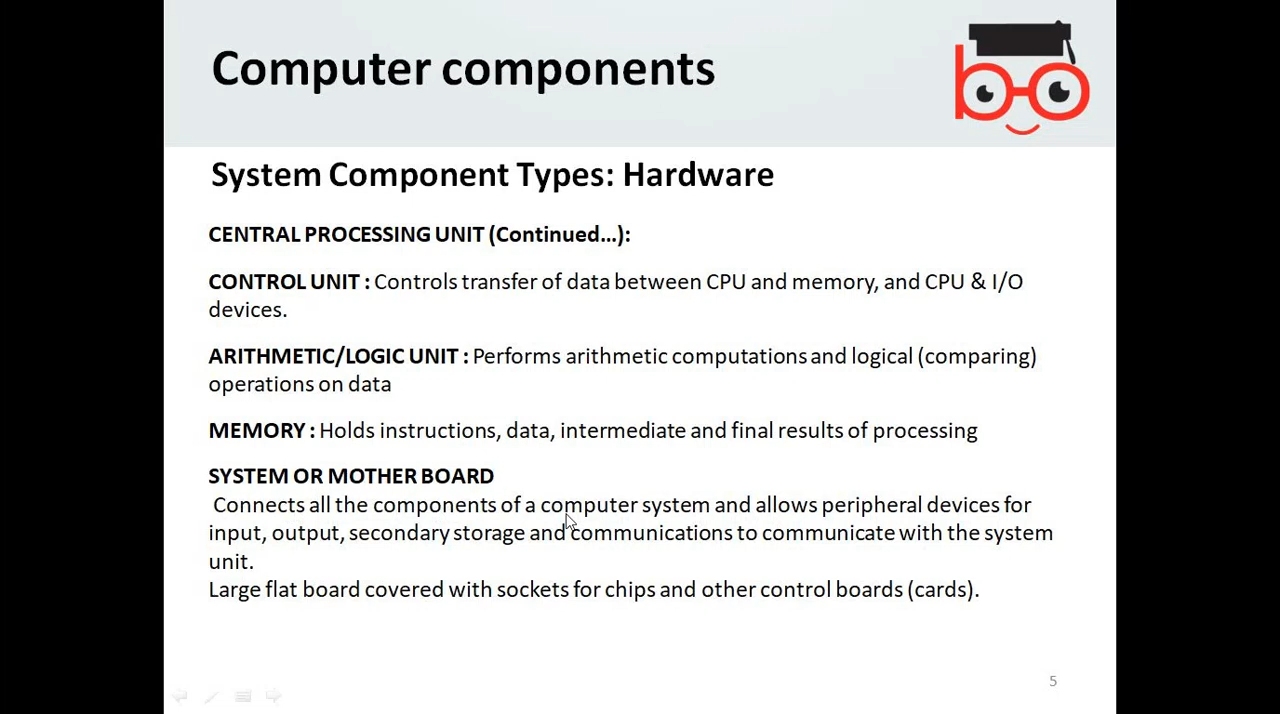 Computer components
System Component Types: Hardware
CENTRAL PROCESSING UNIT (Continued…):
CONTROL UNIT : Controls transfer of data between CPU and memory, and CPU & I/O
devices.
ARITHMETIC/LOGIC UNIT : Performs arithmetic computations and logical (comparing)
operations on data
MEMORY : Holds instructions, data, intermediate and final results of processing
SYSTEM OR MOTHER BOARD
Connects all the components of a computer system and allows peripheral devices for
input, output, secondary storage and communications to communicate with the system
unit.
Large flat board covered with sockets for chips and other control boards (cards).
5